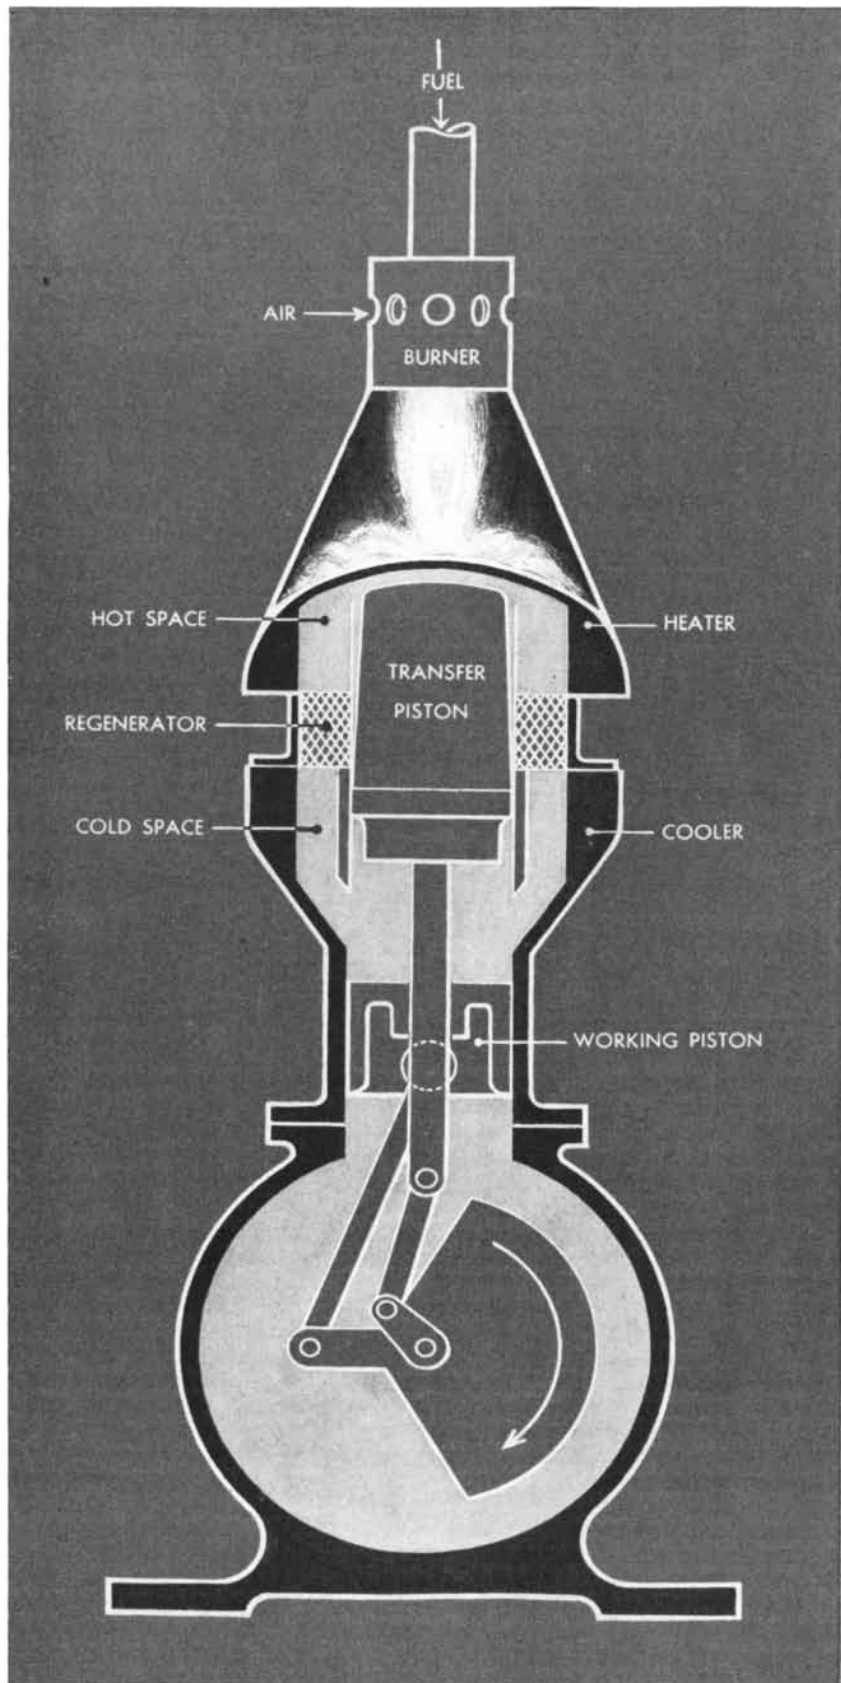 FUEL
AIR
BURNER
HOT SPACE
HEATER
TRANSFER
PISTON
REGENERATOR
COLD SPACE
COOLER
WORKING PISTON